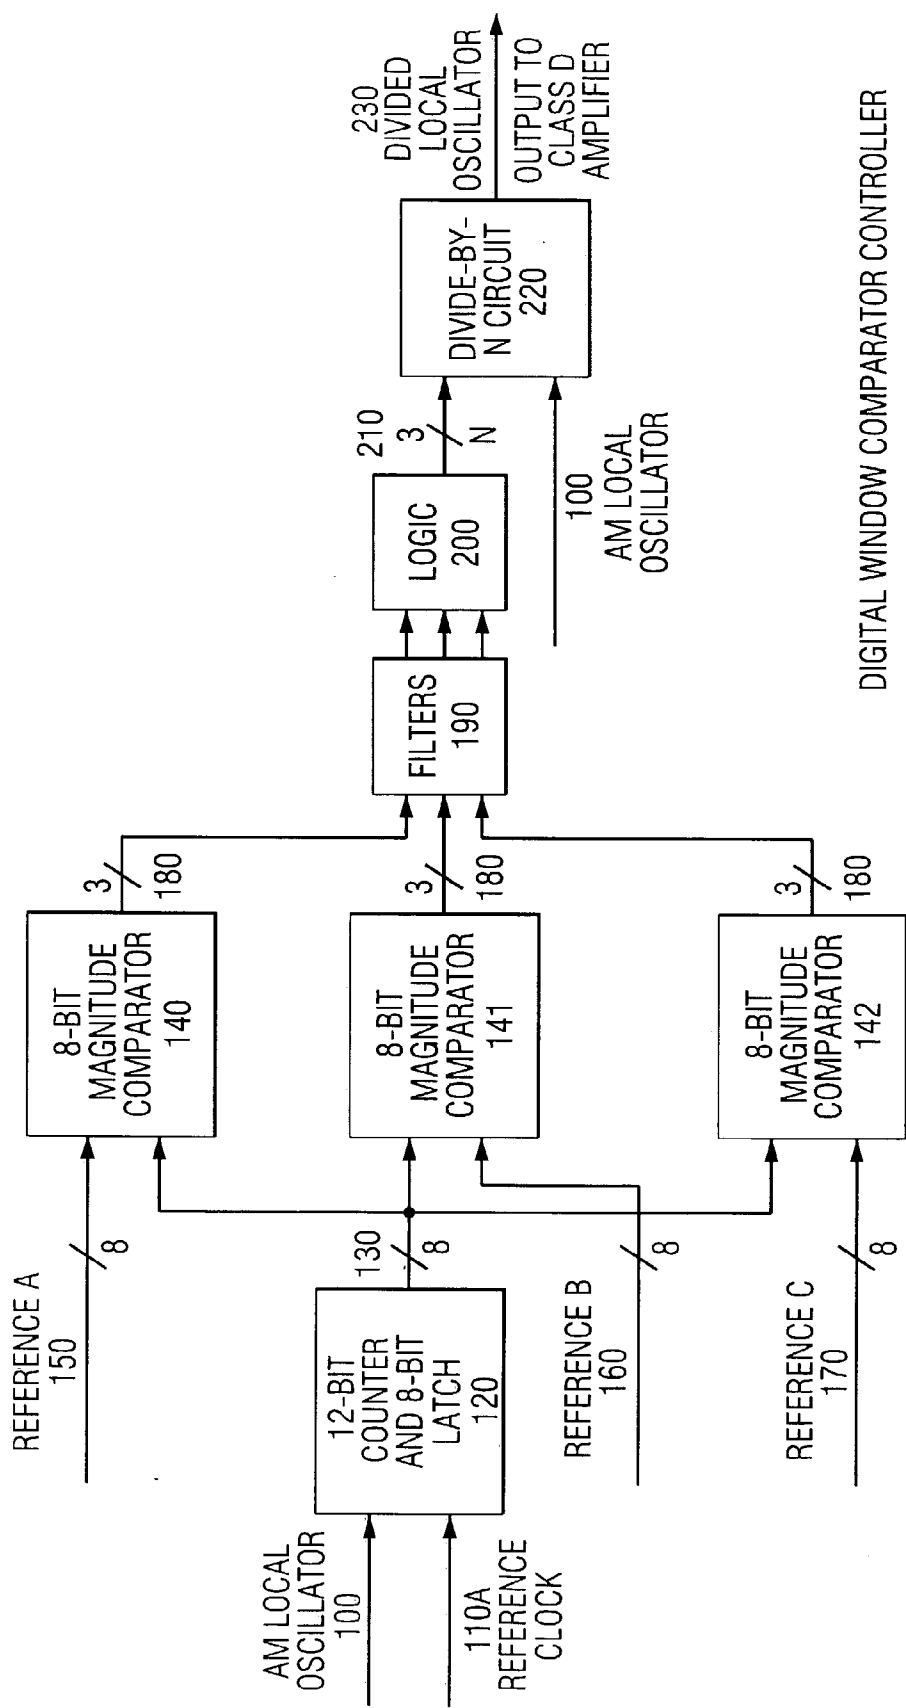 AM LOCAL
OSCILLATOR
100
110A
REFERENCE
CLOCK
12-BIT
COUNTER
AND 8-BIT
LATCH
120
130
8
REFERENCE A
150
8
REFERENCE B
160
8
REFERENCE C
170
8
8-BIT
MAGNITUDE
COMPARATOR
140
3
180
8-BIT
MAGNITUDE
COMPARATOR
141
3
180
8-BIT
MAGNITUDE
COMPARATOR
142
3
180
FILTERS
190
LOGIC
200
210
3
N
100
AM LOCAL
OSCILLATOR
DIVIDE-BY-
N CIRCUIT
220
230
DIVIDED
LOCAL
OSCILLATOR
OUTPUT TO
CLASS D
AMPLIFIER
DIGITAL WINDOW COMPARATOR CONTROLLER